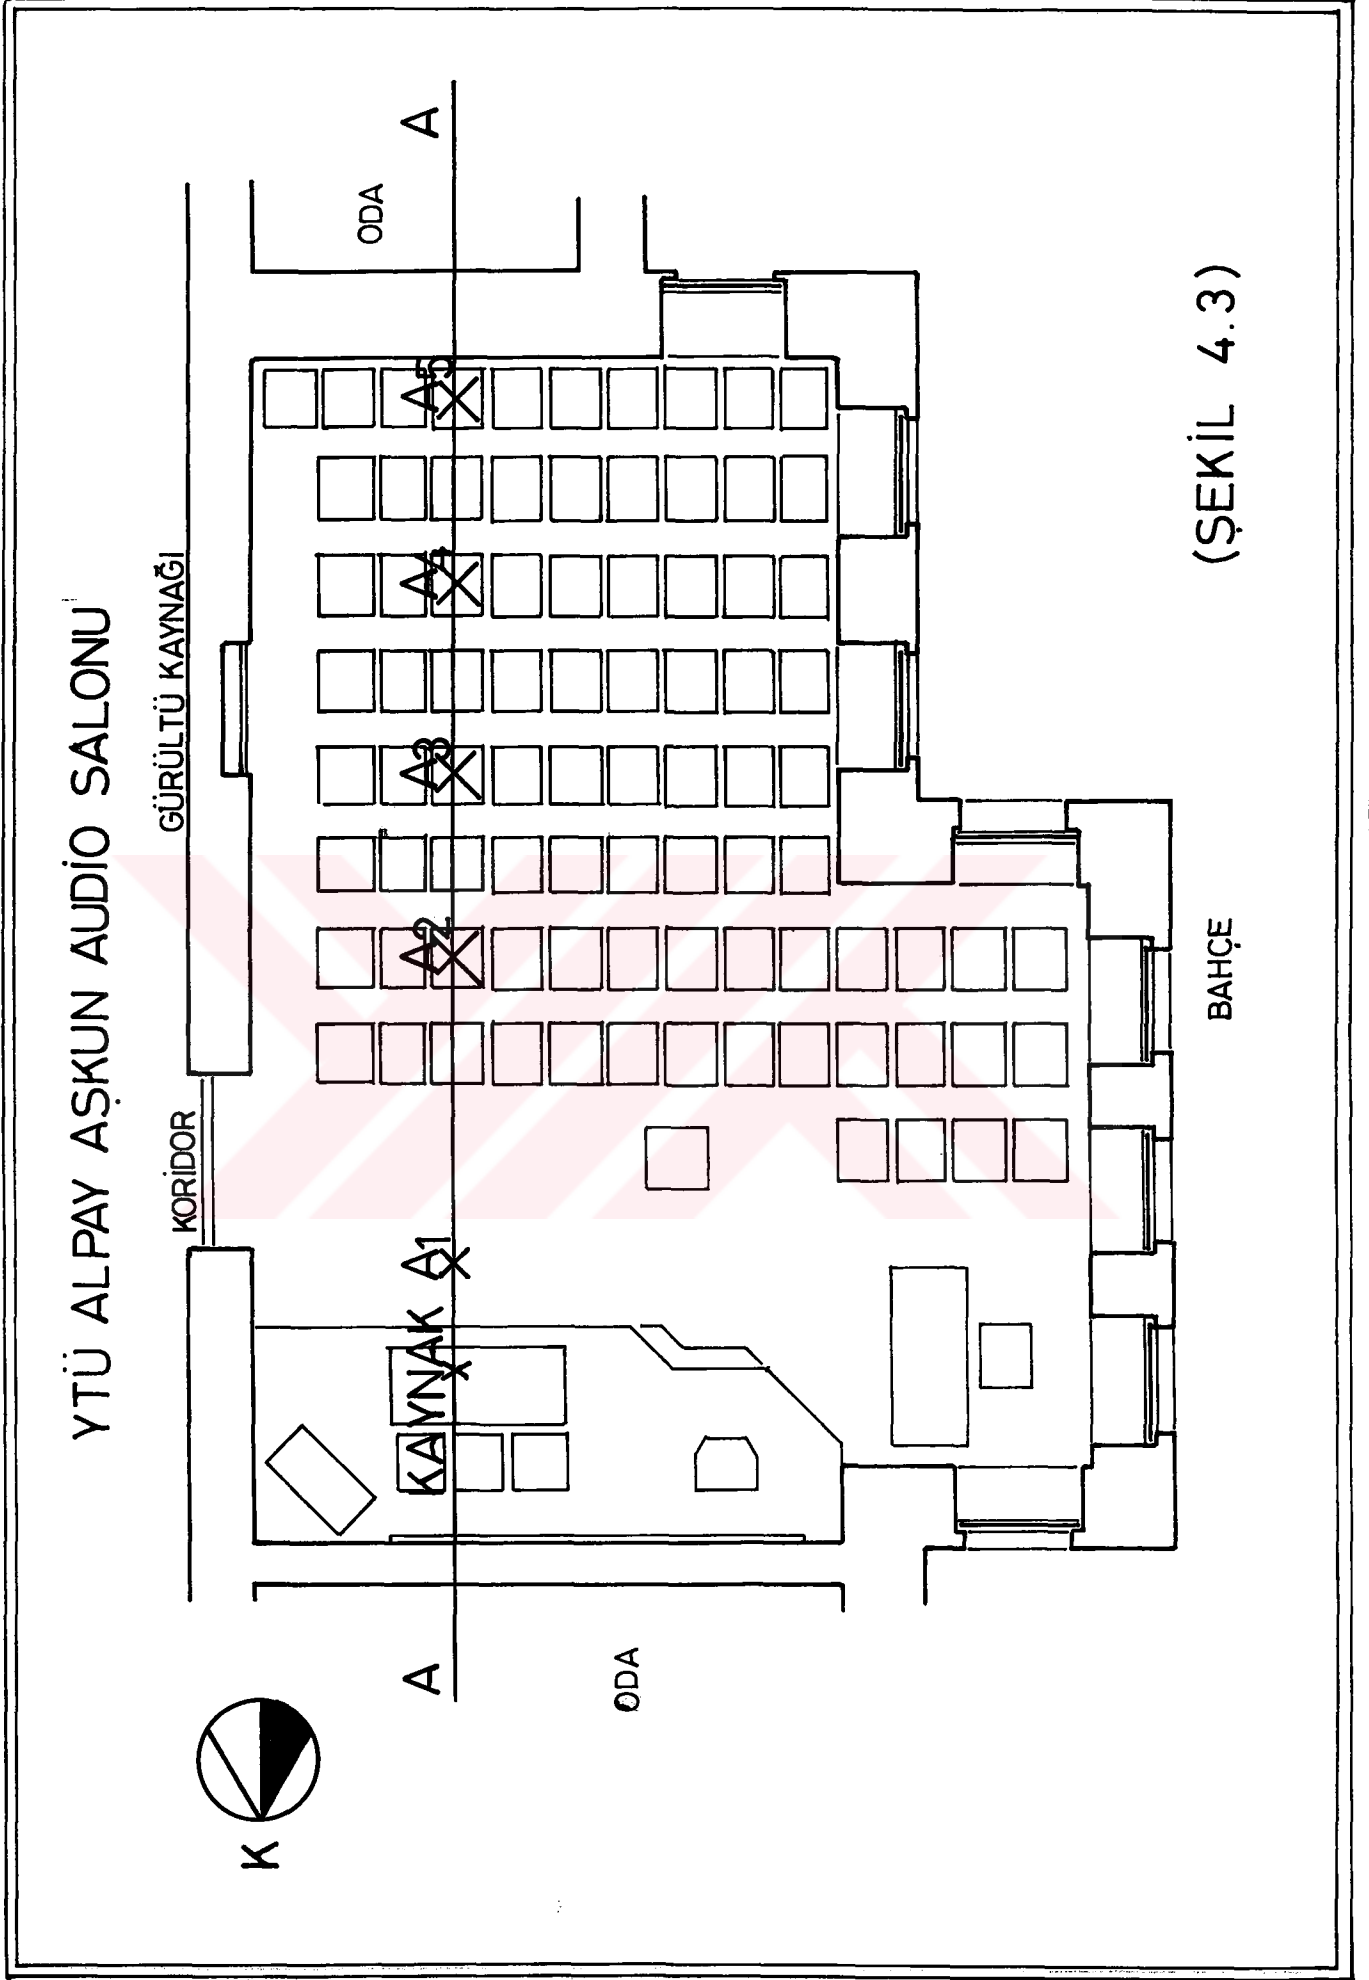 YTÜ ALPAY AŞKUN AUDİO SALONU
KORİDOR
GÜRÜLTÜ KAYNAĞI
K
A
KAYNAK
A1
A2
A3
A4
A5
A
ODA
ODA
BAHÇE
(ŞEKİL 4.3)